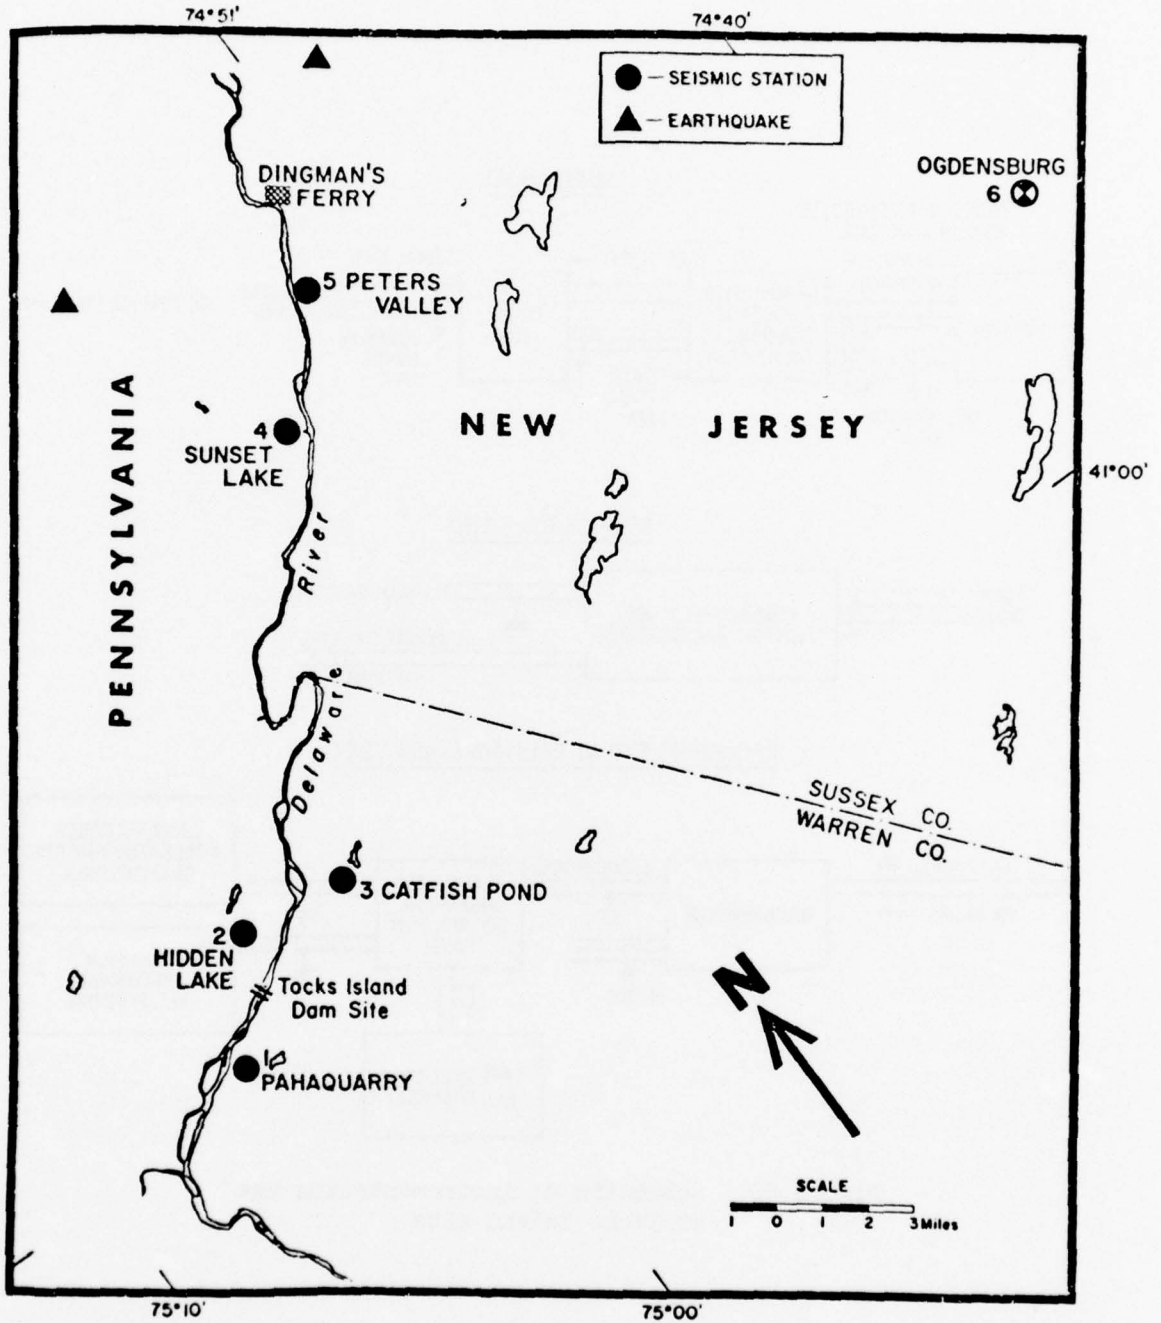 74°51'
74°40'
— SEISMIC STATION
— EARTHQUAKE
OGDENSBURG
6
DINGMAN'S
FERRY
5 PETERS
VALLEY
PENNSYLVANIA
4
SUNSET
LAKE
NEW JERSEY
41°00'
River
Delaware
SUSSEX CO.
WARREN CO.
3 CATFISH POND
2
HIDDEN
LAKE
Tocks Island
Dam Site
N
1
PAHAQUARRY
SCALE
1 0 1 2 3 Miles
75°10'
75°00'